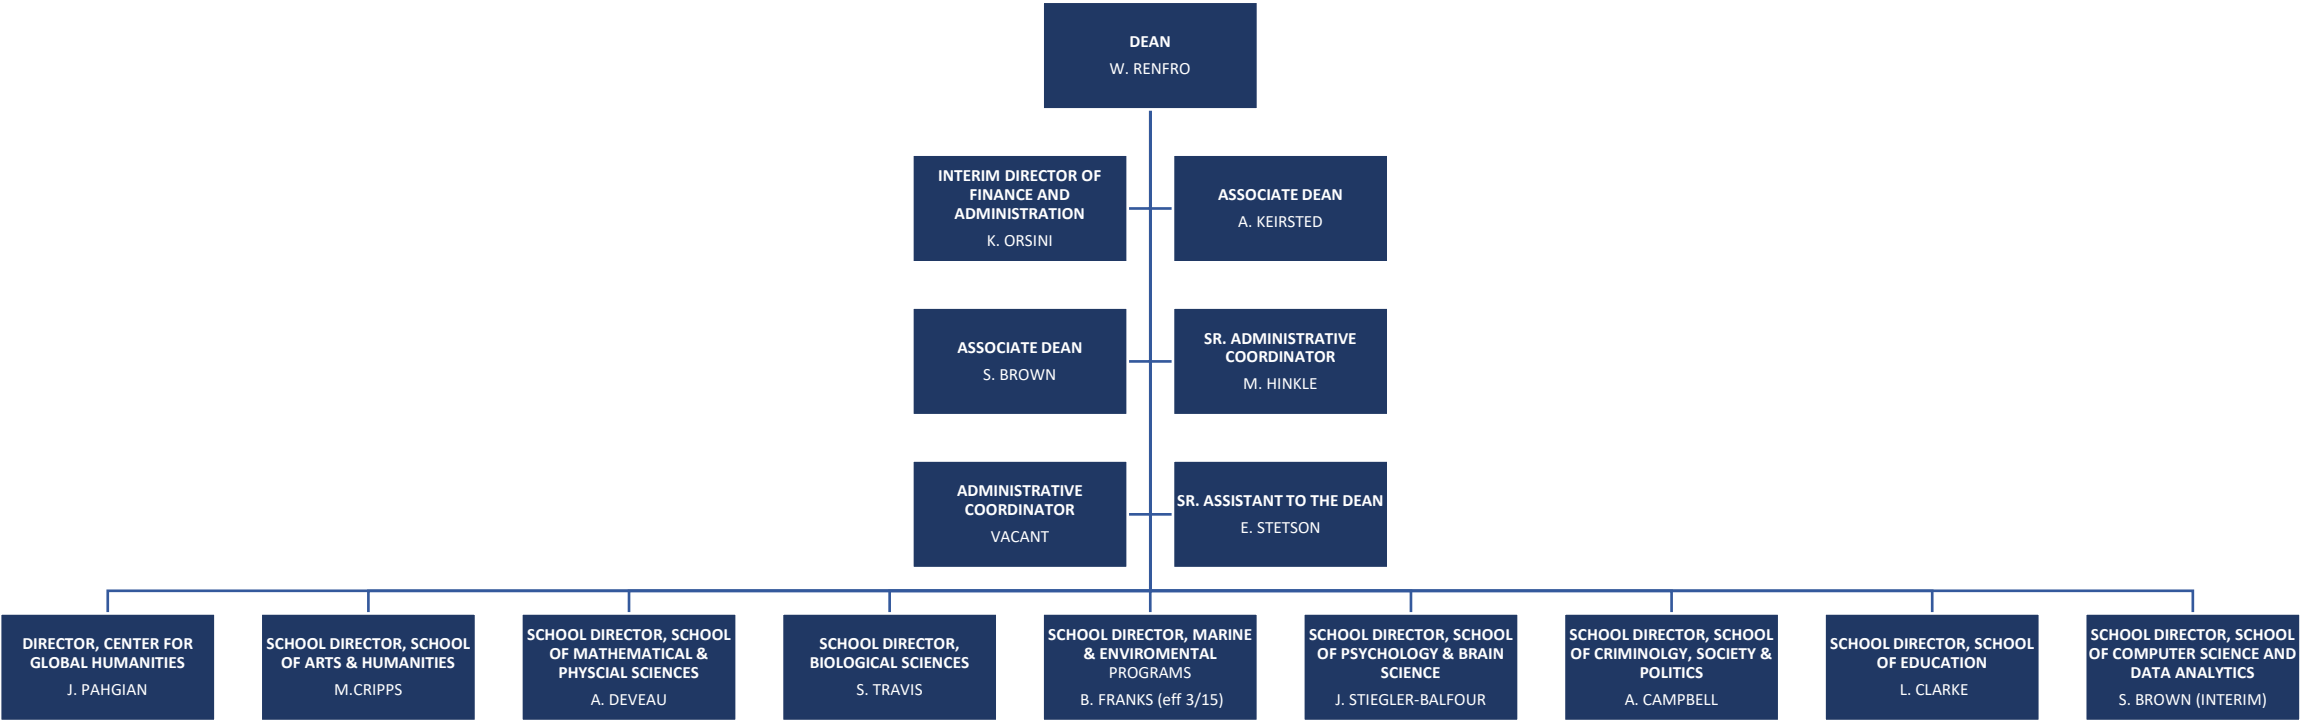 DEAN
W. RENFRO
INTERIM DIRECTOR OF
FINANCE AND
ADMINISTRATION
K. ORSINI
ASSOCIATE DEAN
A. KEIRSTED
ASSOCIATE DEAN
S. BROWN
SR. ADMINISTRATIVE
COORDINATOR
M. HINKLE
ADMINISTRATIVE
COORDINATOR
VACANT
SR. ASSISTANT TO THE DEAN
E. STETSON
DIRECTOR, CENTER FOR
GLOBAL HUMANITIES
J. PAHGIAN
SCHOOL DIRECTOR, SCHOOL
OF ARTS & HUMANITIES
M.CRIPPS
SCHOOL DIRECTOR, SCHOOL
OF MATHEMATICAL &
PHYSCIAL SCIENCES
A. DEVEAU
SCHOOL DIRECTOR,
BIOLOGICAL SCIENCES
S. TRAVIS
SCHOOL DIRECTOR, MARINE
& ENVIROMENTAL
PROGRAMS
B. FRANKS (eff 3/15)
SCHOOL DIRECTOR, SCHOOL
OF PSYCHOLOGY & BRAIN
SCIENCE
J. STIEGLER-BALFOUR
SCHOOL DIRECTOR, SCHOOL
OF CRIMINOLGY, SOCIETY &
POLITICS
A. CAMPBELL
SCHOOL DIRECTOR, SCHOOL
OF EDUCATION
L. CLARKE
SCHOOL DIRECTOR, SCHOOL
OF COMPUTER SCIENCE AND
DATA ANALYTICS
S. BROWN (INTERIM)